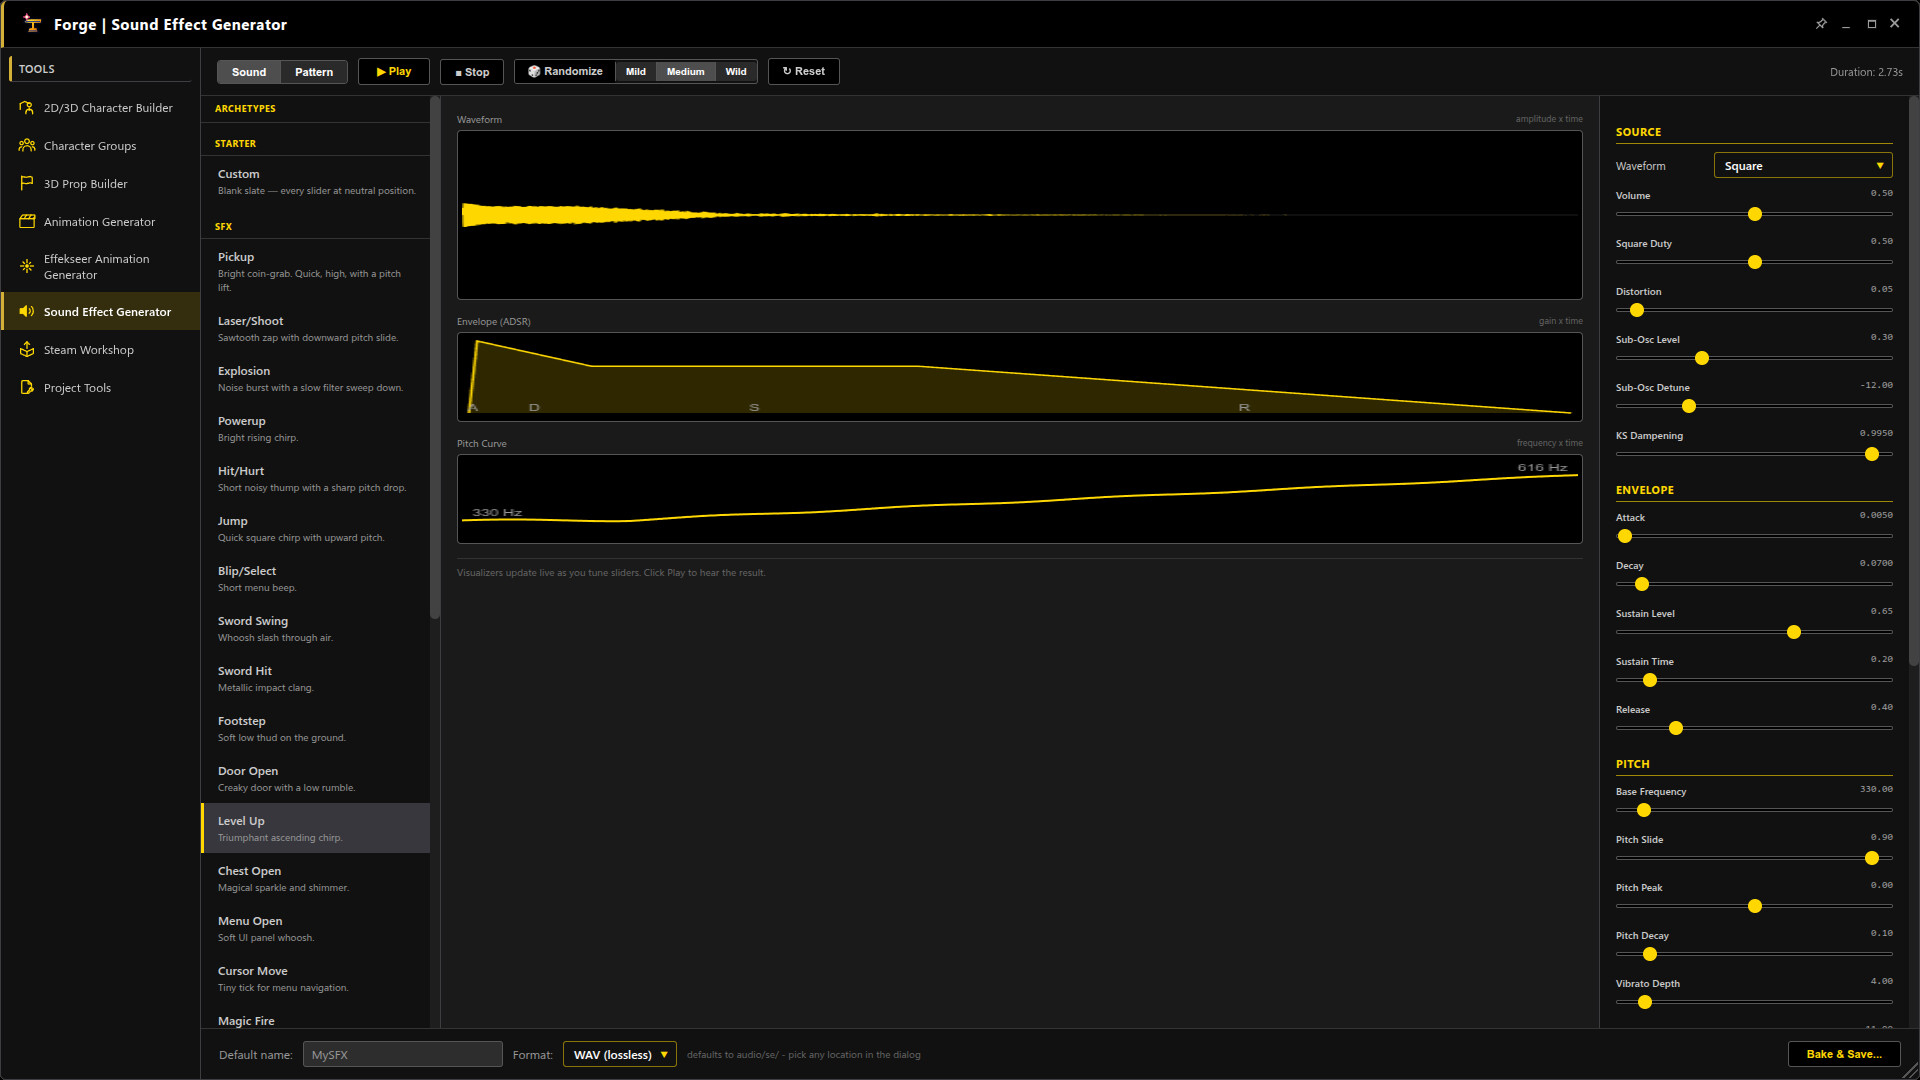 Forge | Sound Effect Generator
TOOLS
2D/3D Character Builder
Character Groups
3D Prop Builder
Animation Generator
Effekseer Animation
Generator
Sound Effect Generator
Steam Workshop
Project Tools
Sound
Pattern
▶ Play
■ Stop
🎲 Randomize
Mild
Medium
Wild
↻ Reset
Duration: 2.73s
ARCHETYPES
STARTER
Custom
Blank slate — every slider at neutral position.
SFX
Pickup
Bright coin-grab. Quick, high, with a pitch
lift.
Laser/Shoot
Sawtooth zap with downward pitch slide.
Explosion
Noise burst with a slow filter sweep down.
Powerup
Bright rising chirp.
Hit/Hurt
Short noisy thump with a sharp pitch drop.
Jump
Quick square chirp with upward pitch.
Blip/Select
Short menu beep.
Sword Swing
Whoosh slash through air.
Sword Hit
Metallic impact clang.
Footstep
Soft low thud on the ground.
Door Open
Creaky door with a low rumble.
Level Up
Triumphant ascending chirp.
Chest Open
Magical sparkle and shimmer.
Menu Open
Soft UI panel whoosh.
Cursor Move
Tiny tick for menu navigation.
Magic Fire
Waveform
amplitude x time
Envelope (ADSR)
gain x time
A D S R
Pitch Curve
frequency x time
330 Hz
616 Hz
Visualizers update live as you tune sliders. Click Play to hear the result.
SOURCE
Waveform
Square ▼
Volume 0.50
Square Duty 0.50
Distortion 0.05
Sub-Osc Level 0.30
Sub-Osc Detune -12.00
KS Dampening 0.9950
ENVELOPE
Attack 0.0050
Decay 0.0700
Sustain Level 0.65
Sustain Time 0.20
Release 0.40
PITCH
Base Frequency 330.00
Pitch Slide 0.90
Pitch Peak 0.00
Pitch Decay 0.10
Vibrato Depth 4.00
Default name:
MySFX
Format:
WAV (lossless) ▼
defaults to audio/se/ - pick any location in the dialog
Bake & Save...